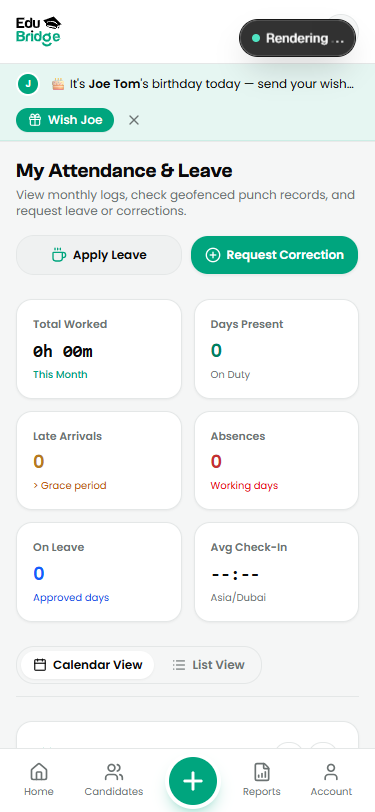 Edu
Bridge
Rendering ...
J
🎂 It's Joe Tom's birthday today — send your wish...
Wish Joe
My Attendance & Leave
View monthly logs, check geofenced punch records, and
request leave or corrections.
Apply Leave
Request Correction
Total Worked
0h 00m
This Month
Days Present
0
On Duty
Late Arrivals
0
> Grace period
Absences
0
Working days
On Leave
0
Approved days
Avg Check-In
--:--
Asia/Dubai
Calendar View
List View
Home
Candidates
Reports
Account